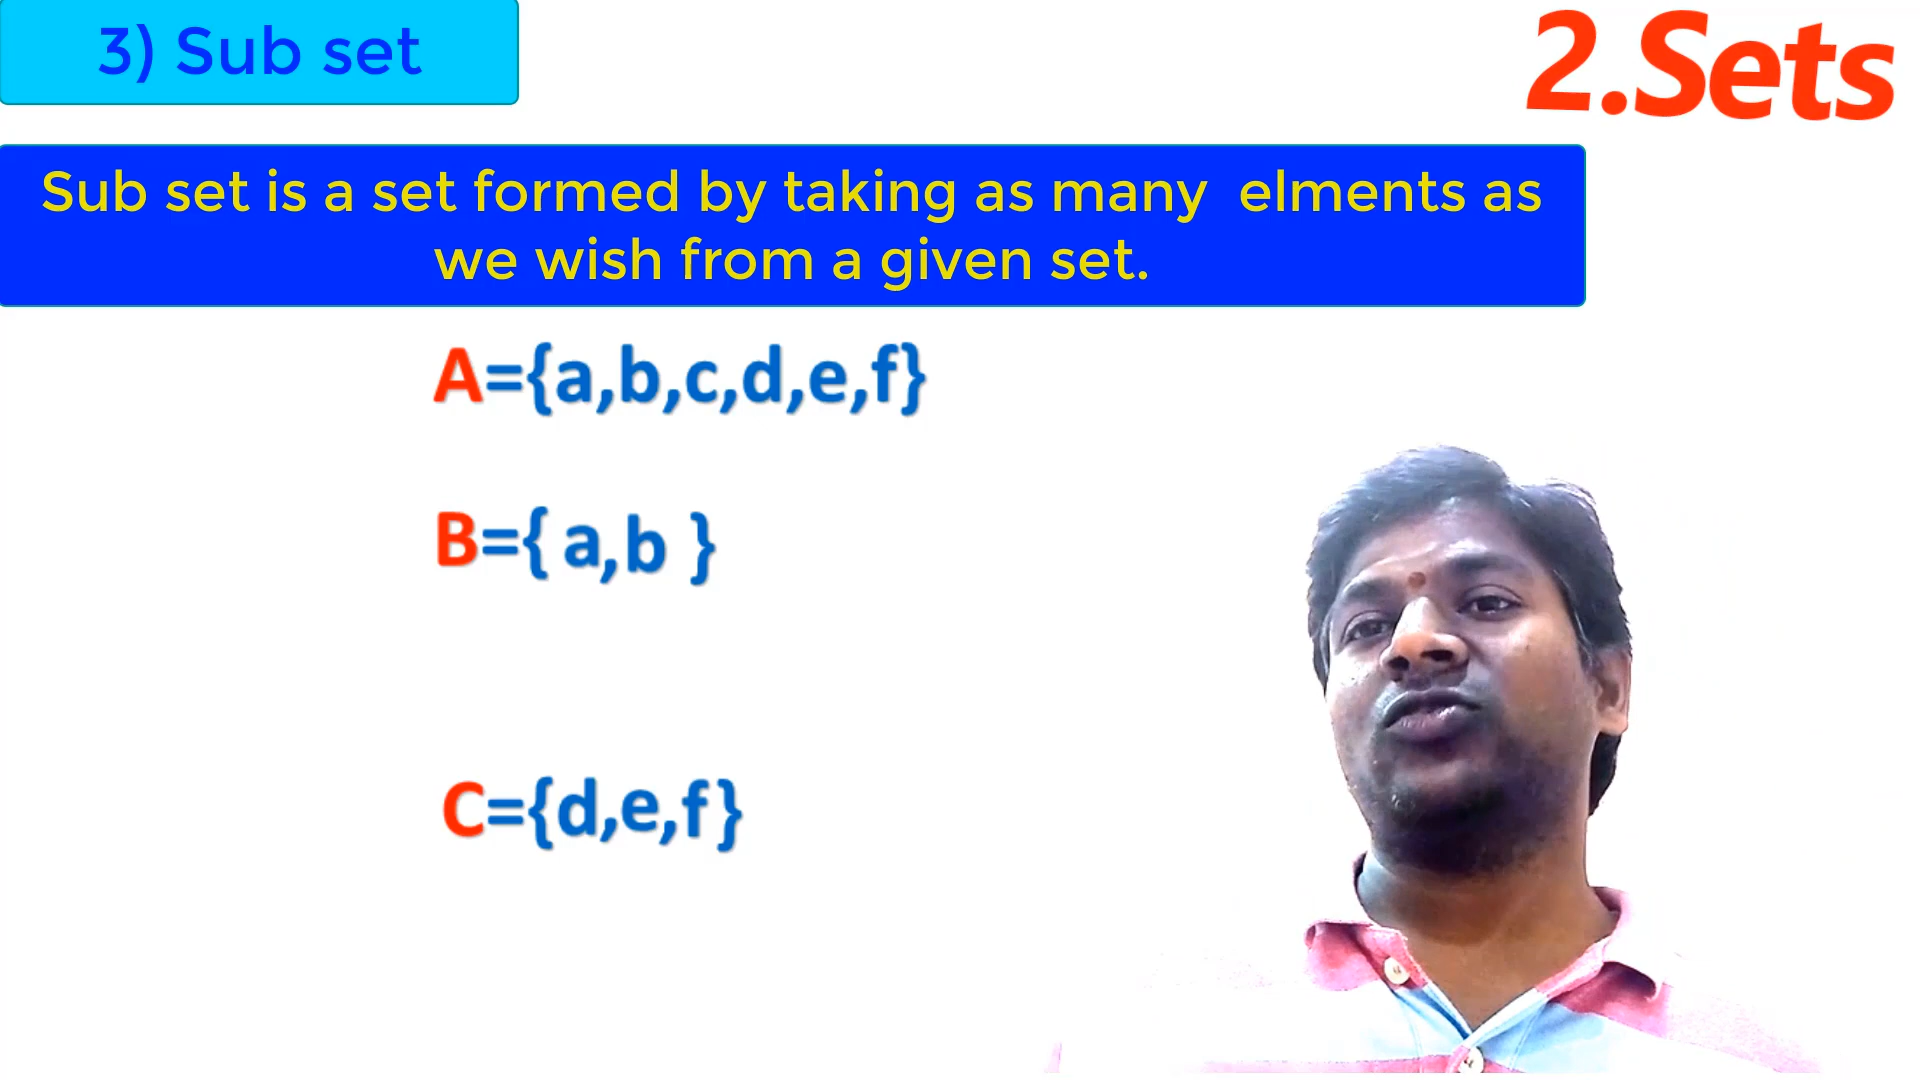 3) Sub set
2.Sets
Sub set is a set formed by taking as many  elments as
we wish from a given set.
A={a,b,c,d,e,f}
B={ a,b }
C={d,e,f}